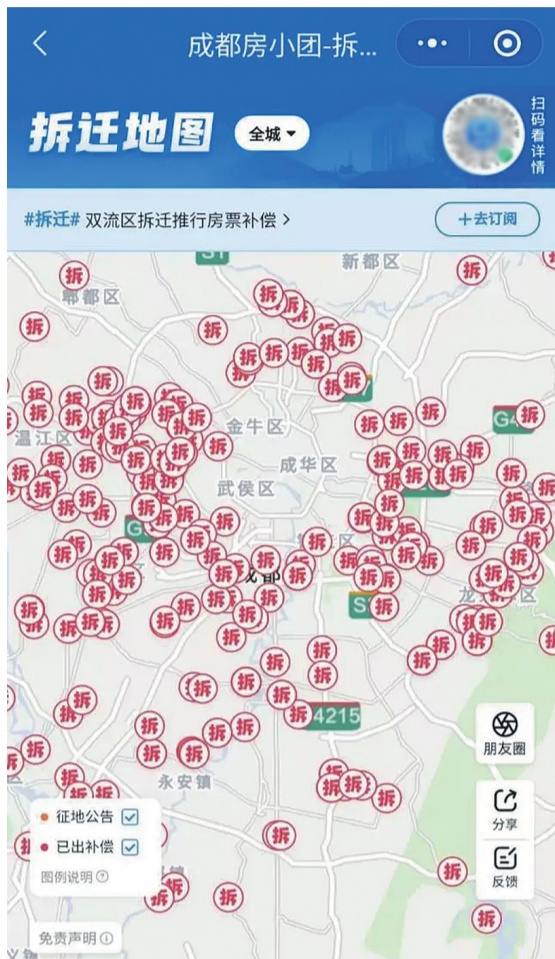 成都房小团-拆...
拆迁地图
全城
扫码看详情
#拆迁# 双流区拆迁推行房票补偿
+去订阅
S1
新都区
郫都区
拆
G4
金牛区
温江区
成华区
武侯区
成都
4215
永安镇
朋友圈
征地公告
已出补偿
图例说明
分享
反馈
免责声明